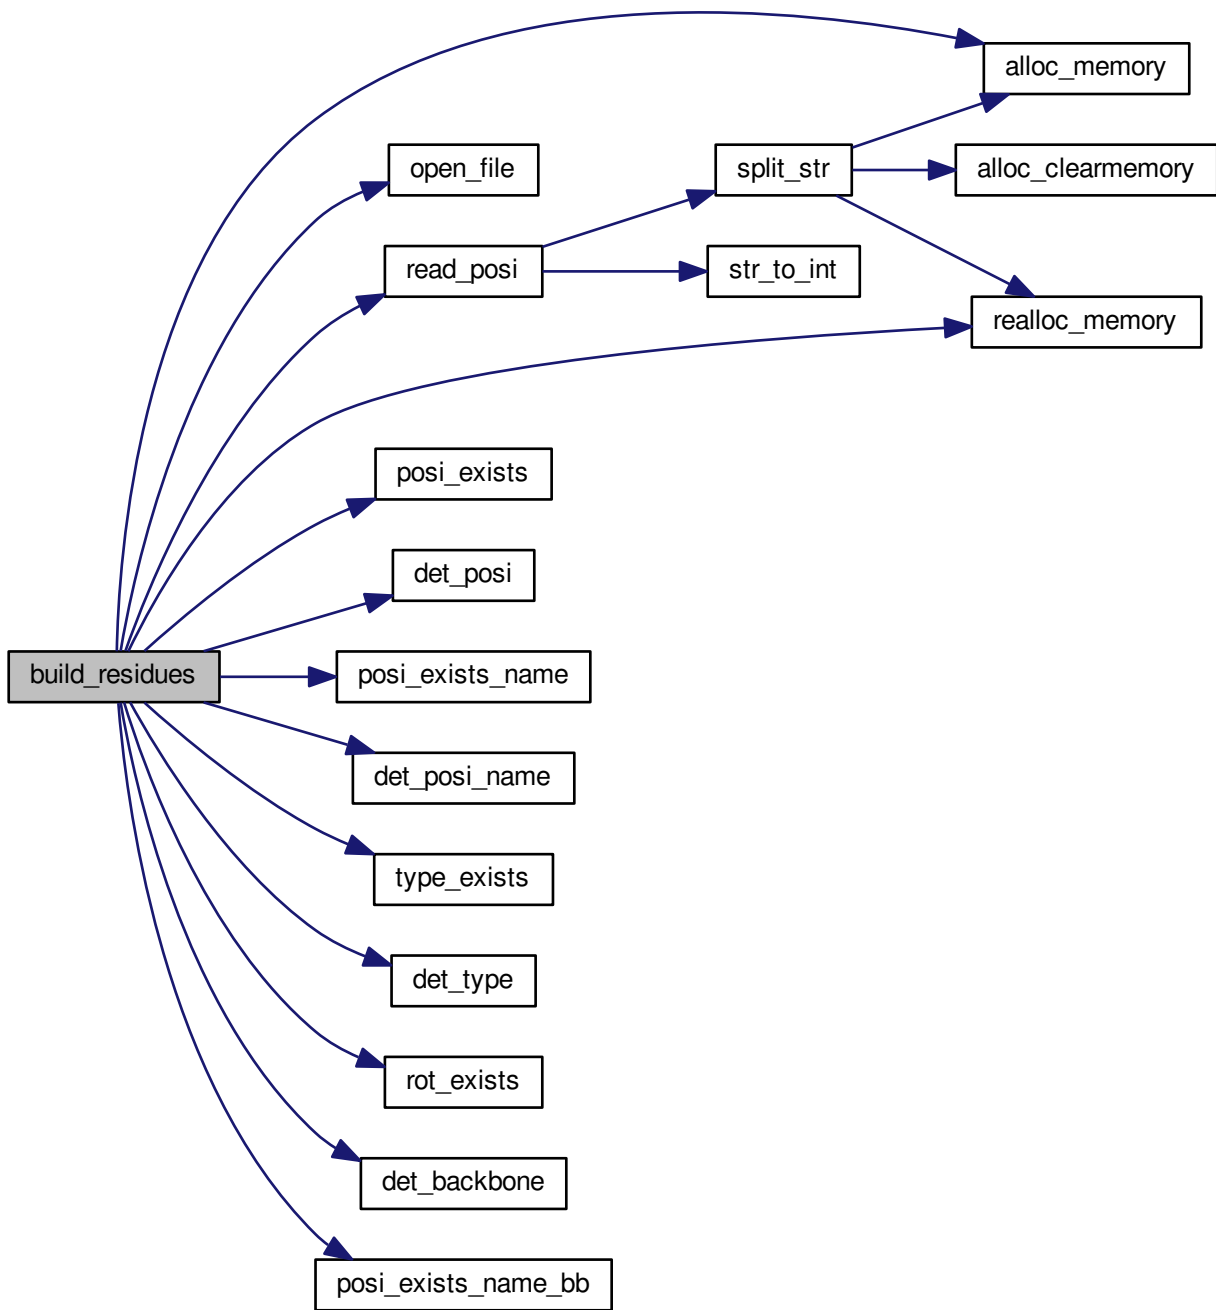 alloc_memory
open_file
split_str
alloc_clearmemory
read_posi
str_to_int
realloc_memory
posi_exists
det_posi
build_residues
posi_exists_name
det_posi_name
type_exists
det_type
rot_exists
det_backbone
posi_exists_name_bb